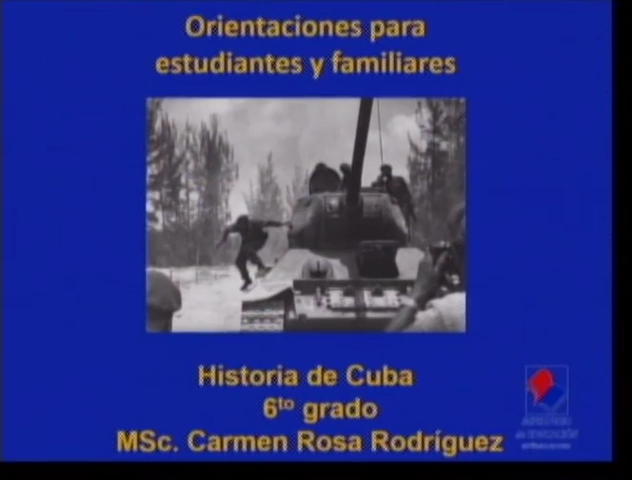 Orientaciones para
estudiantes y familiares
Historia de Cuba
6to grado
MSc. Carmen Rosa Rodríguez